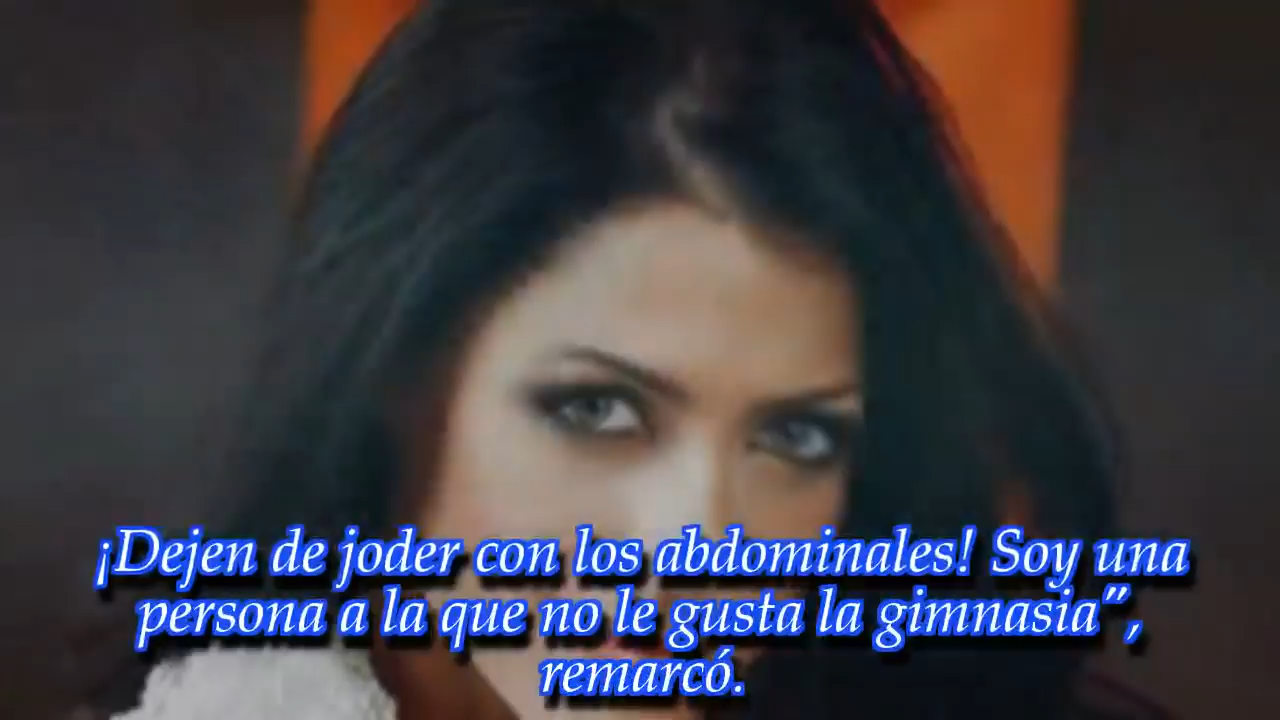 ¡Dejen de joder con los abdominales! Soy una
persona a la que no le gusta la gimnasia”,
remarcó.